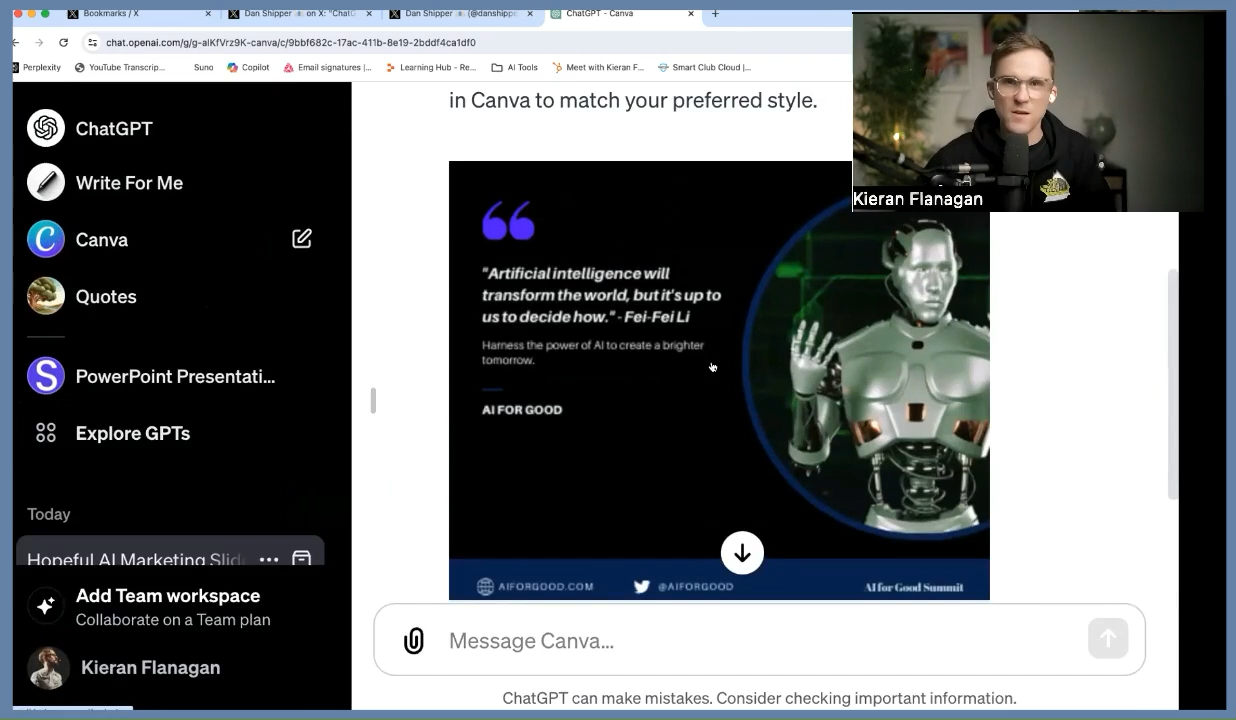 Bookmarks / X
Dan Shipper on X: "ChatG
Dan Shipper (@danshippe
ChatGPT - Canva
chat.openai.com/g/g-alKfVrz9K-canva/c/9bbf682c-17ac-411b-8e19-2bddf4ca1df0
Perplexity
YouTube Transcrip...
Suno
Copilot
Email signatures |...
Learning Hub - Re...
AI Tools
Meet with Kieran F...
Smart Club Cloud |...
ChatGPT
Write For Me
Canva
Quotes
PowerPoint Presentati...
Explore GPTs
Today
Hopeful AI Marketing Slid
Add Team workspace
Collaborate on a Team plan
Kieran Flanagan
in Canva to match your preferred style.
Kieran Flanagan
"Artificial intelligence will
transform the world, but it's up to
us to decide how." - Fei-Fei Li
Harness the power of AI to create a brighter
tomorrow.
AI FOR GOOD
AIFORGOOD.COM
@AIFORGOOD
AI for Good Summit
Message Canva...
ChatGPT can make mistakes. Consider checking important information.